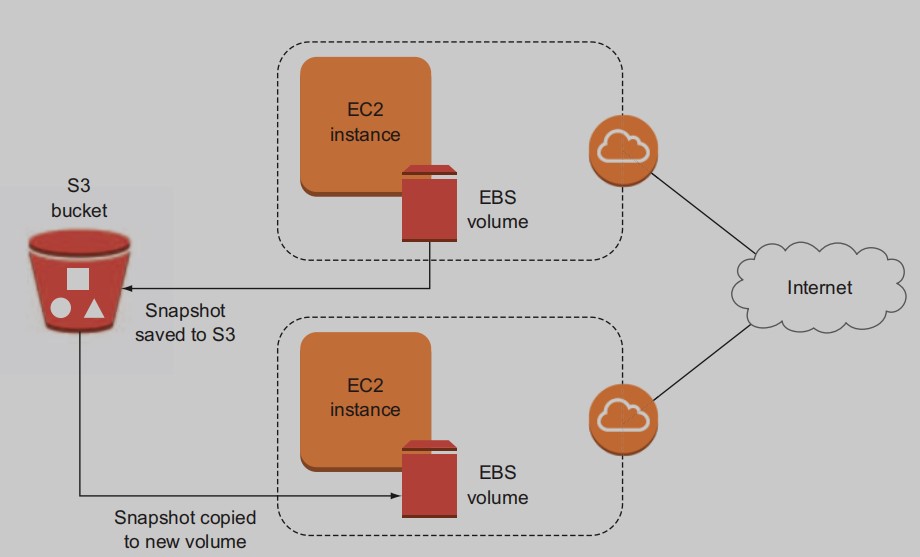 EC2
instance
EBS
volume
S3
bucket
Snapshot
saved to S3
Internet
EC2
instance
EBS
volume
Snapshot copied
to new volume